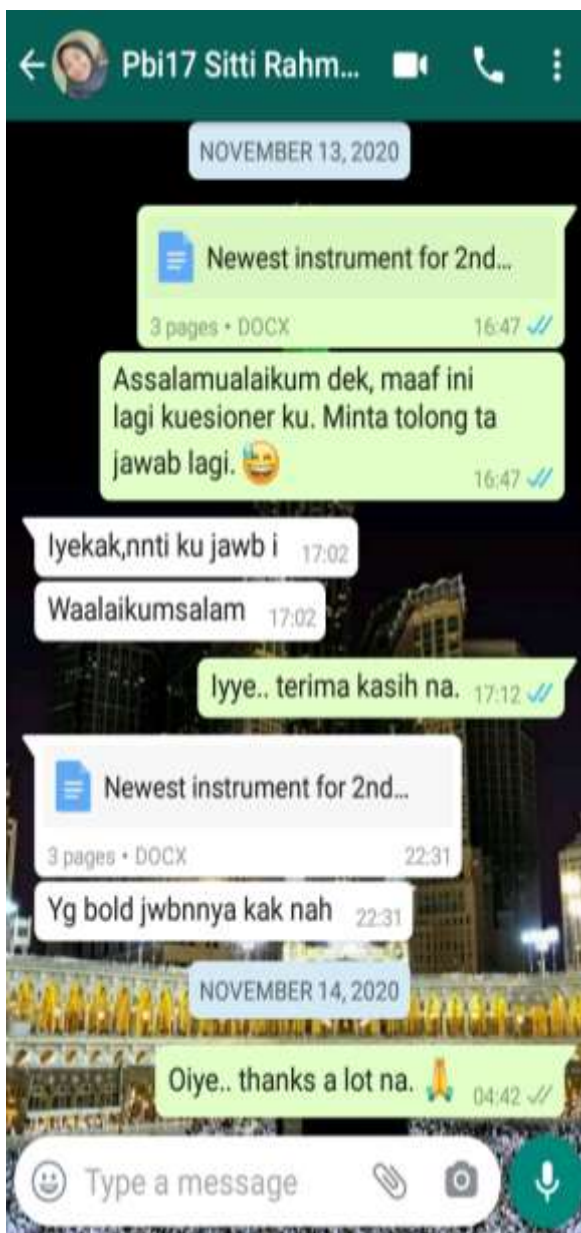 Pbi17 Sitti Rahm...
NOVEMBER 13, 2020
Newest instrument for 2nd...
3 pages • DOCX 16:47
Assalamualaikum dek, maaf ini
lagi kuesioner ku. Minta tolong ta
jawab lagi. 😅
16:47
Iyekak,nnti ku jawb i 17:02
Waalaikumsalam 17:02
Iyye.. terima kasih na. 17:12
Newest instrument for 2nd...
3 pages • DOCX 22:31
Yg bold jwbnnya kak nah 22:31
NOVEMBER 14, 2020
Oiye.. thanks a lot na. 🙏 04:42
Type a message